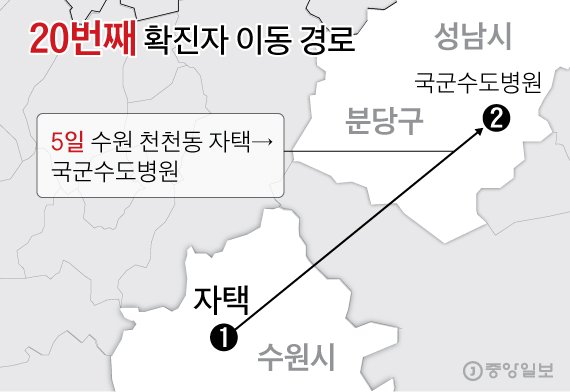 20번째 확진자 이동 경로
성남시
국군수도병원
❷
분당구
5일 수원 천천동 자택→
국군수도병원
자택
❶
수원시
J 중앙일보